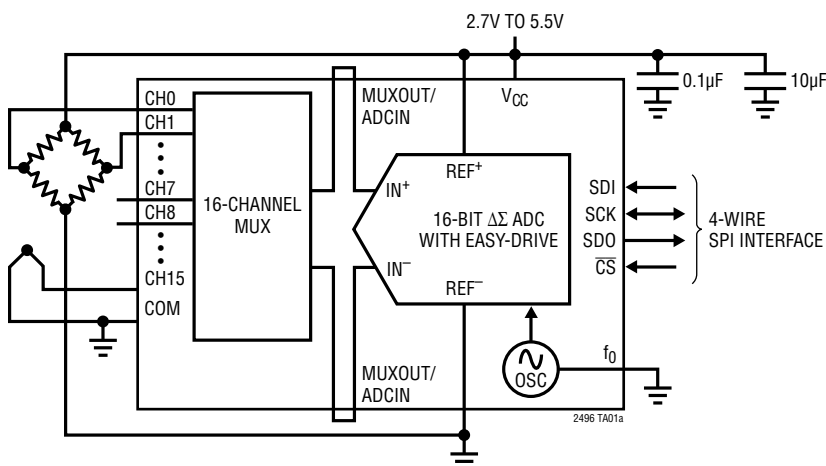 2.7V TO 5.5V
0.1µF
10µF
CH0
CH1
CH7
CH8
CH15
COM
16-CHANNEL
MUX
MUXOUT/
ADCIN
VCC
IN+
REF+
16-BIT ΔΣ ADC
WITH EASY-DRIVE
IN−
REF−
SDI
SCK
SDO
CS
4-WIRE
SPI INTERFACE
MUXOUT/
ADCIN
OSC
f0
2496 TA01a